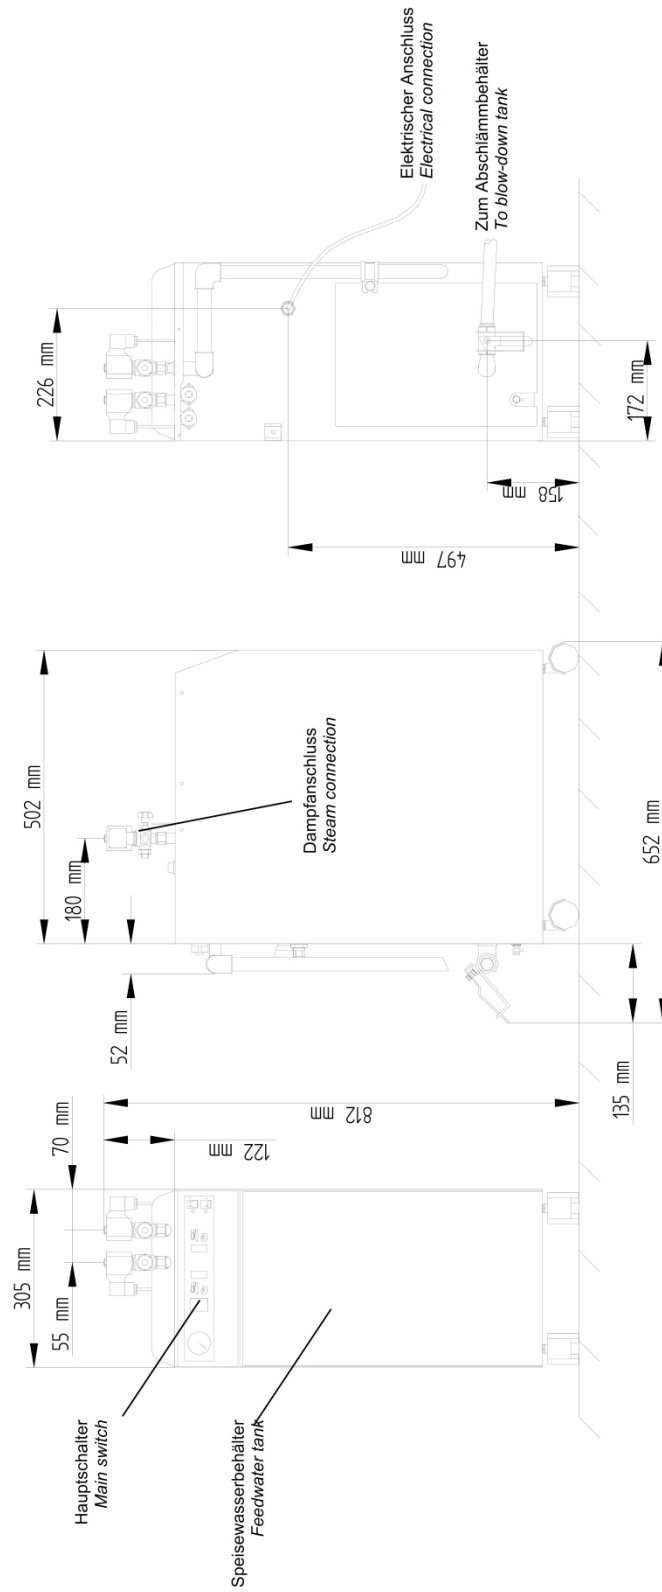 Elektrischer Anschluss
Electrical connection
Zum Abschlämmbehälter
To blow-down tank
226 mm
172 mm
158 mm
497 mm
502 mm
180 mm
Dampfanschluss
Steam connection
52 mm
652 mm
135 mm
812 mm
122 mm
70 mm
305 mm
55 mm
Hauptschalter
Main switch
Speisewasserbehälter
Feedwater tank